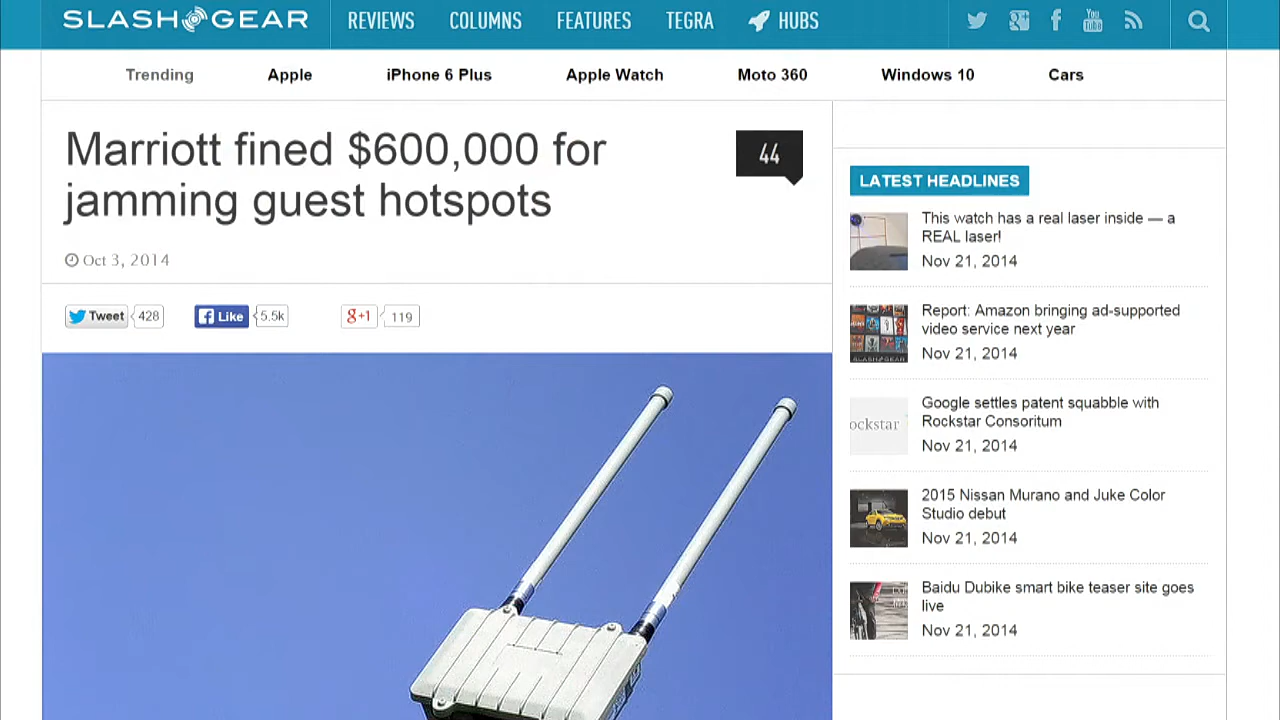 SLASH GEAR
REVIEWS
COLUMNS
FEATURES
TEGRA
HUBS
Trending
Apple
iPhone 6 Plus
Apple Watch
Moto 360
Windows 10
Cars
Marriott fined $600,000 for
jamming guest hotspots
44
Oct 3, 2014
Tweet
428
Like
5.5k
g+1
119
LATEST HEADLINES
This watch has a real laser inside — a
REAL laser!
Nov 21, 2014
Report: Amazon bringing ad-supported
video service next year
Nov 21, 2014
SLASHGEAR
Google settles patent squabble with
Rockstar Consoritum
Nov 21, 2014
ockstar
2015 Nissan Murano and Juke Color
Studio debut
Nov 21, 2014
Baidu Dubike smart bike teaser site goes
live
Nov 21, 2014